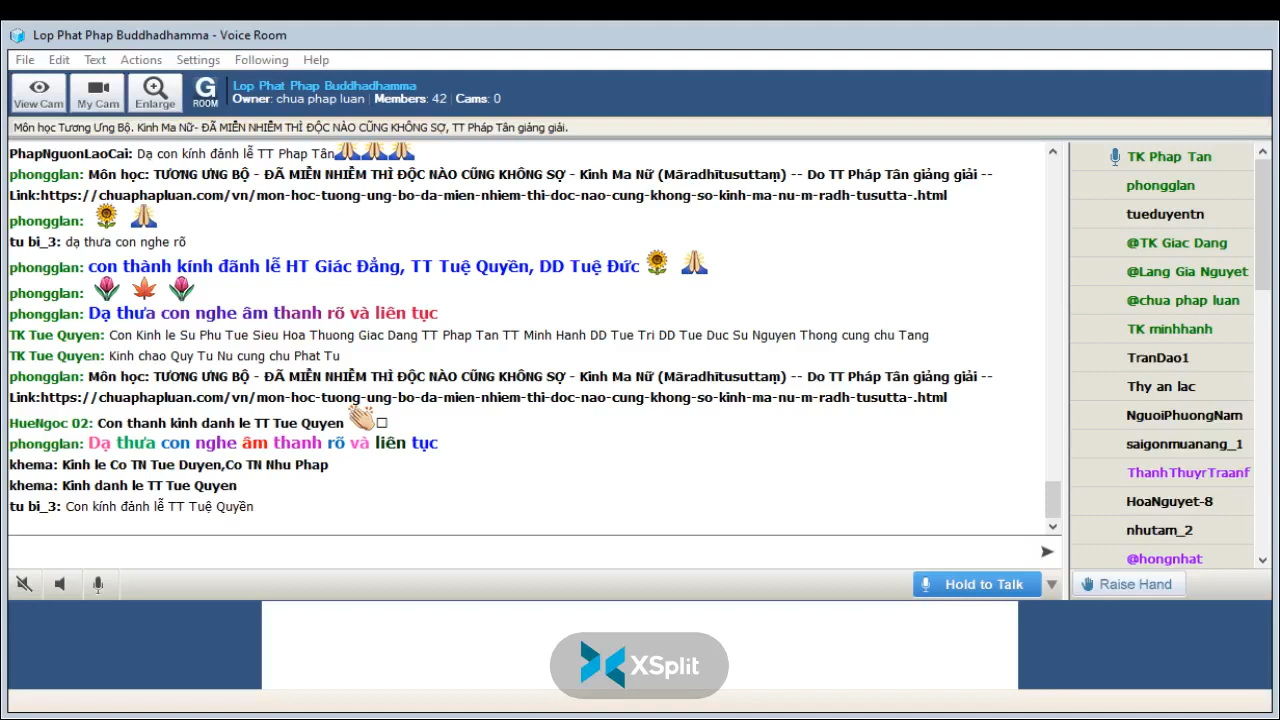 Lop Phat Phap Buddhadhamma - Voice Room
File Edit Text Actions Settings Following Help
View Cam My Cam Enlarge G ROOM
Lop Phat Phap Buddhadhamma
Owner: chua phap luan | Members: 42 | Cams: 0
Môn học Tương Ưng Bộ. Kinh Ma Nữ- ĐÃ MIỄN NHIỄM THÌ ĐỘC NÀO CŨNG KHÔNG SỢ, TT Pháp Tân giảng giải.
PhapNguonLaoCai: Dạ con kính đảnh lễ TT Phap Tân
phongglan: Môn học: TƯƠNG ƯNG BỘ - ĐÃ MIỄN NHIỄM THÌ ĐỘC NÀO CŨNG KHÔNG SỢ - Kinh Ma Nữ (Māradhītusuttaṃ) -- Do TT Pháp Tân giảng giải --
Link:https://chuaphapluan.com/vn/mon-hoc-tuong-ung-bo-da-mien-nhiem-thi-doc-nao-cung-khong-so-kinh-ma-nu-m-radh-tusutta-.html
phongglan:
tu bi_3: dạ thưa con nghe rõ
phongglan: con thành kính đãnh lễ HT Giác Đẳng, TT Tuệ Quyền, DD Tuệ Đức
phongglan:
phongglan: Dạ thưa con nghe âm thanh rõ và liên tục
TK Tue Quyen: Con Kinh le Su Phu Tue Sieu Hoa Thuong Giac Dang TT Phap Tan TT Minh Hanh DD Tue Tri DD Tue Duc Su Nguyen Thong cung chu Tang
TK Tue Quyen: Kinh chao Quy Tu Nu cung chu Phat Tu
phongglan: Môn học: TƯƠNG ƯNG BỘ - ĐÃ MIỄN NHIỄM THÌ ĐỘC NÀO CŨNG KHÔNG SỢ - Kinh Ma Nữ (Māradhītusuttaṃ) -- Do TT Pháp Tân giảng giải --
Link:https://chuaphapluan.com/vn/mon-hoc-tuong-ung-bo-da-mien-nhiem-thi-doc-nao-cung-khong-so-kinh-ma-nu-m-radh-tusutta-.html
HueNgoc 02: Con thanh kinh danh le TT Tue Quyen
phongglan: Dạ thưa con nghe âm thanh rõ và liên tục
khema: Kinh le Co TN Tue Duyen,Co TN Nhu Phap
khema: Kinh danh le TT Tue Quyen
tu bi_3: Con kính đảnh lễ TT Tuệ Quyền
TK Phap Tan
phongglan
tueduyentn
@TK Giac Dang
@Lang Gia Nguyet
@chua phap luan
TK minhhanh
TranDao1
Thy an lac
NguoiPhuongNam
saigonmuanang_1
ThanhThuyrTraanf
HoaNguyet-8
nhutam_2
@hongnhat
Hold to Talk
Raise Hand
XSplit